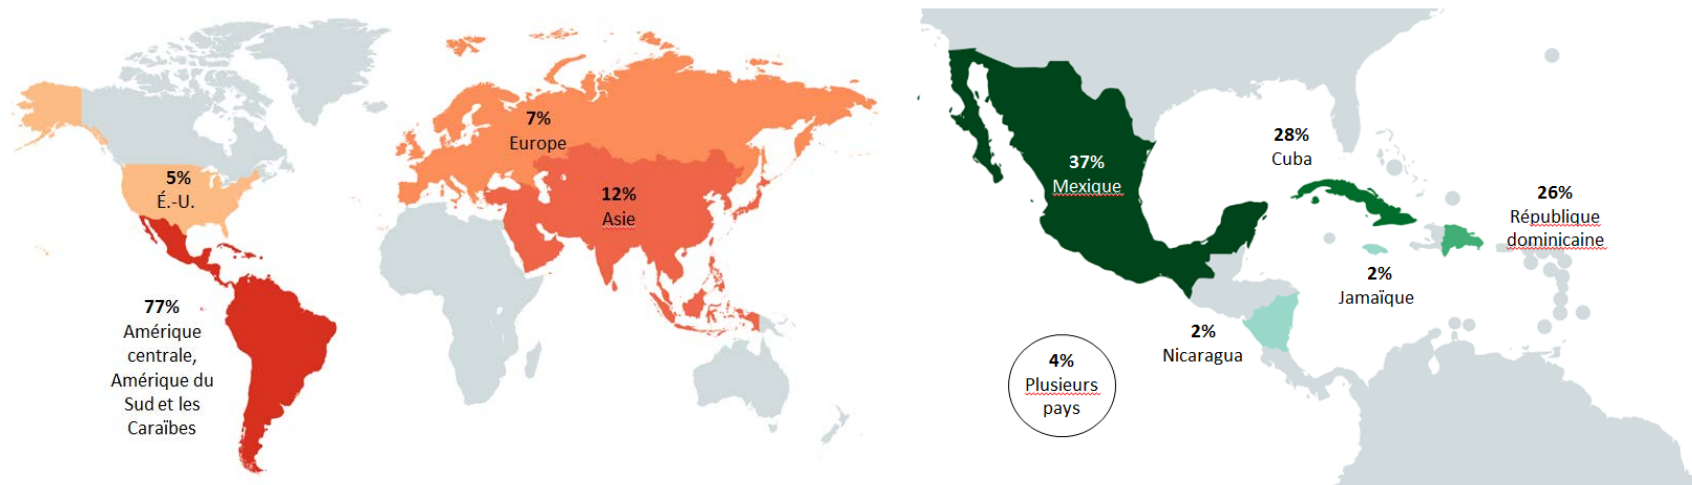 7%
Europe
5%
É.-U.
12%
Asie
77%
Amérique
centrale,
Amérique du
Sud et les
Caraïbes
37%
Mexique
28%
Cuba
26%
République
dominicaine
2%
Jamaïque
2%
Nicaragua
4%
Plusieurs
pays